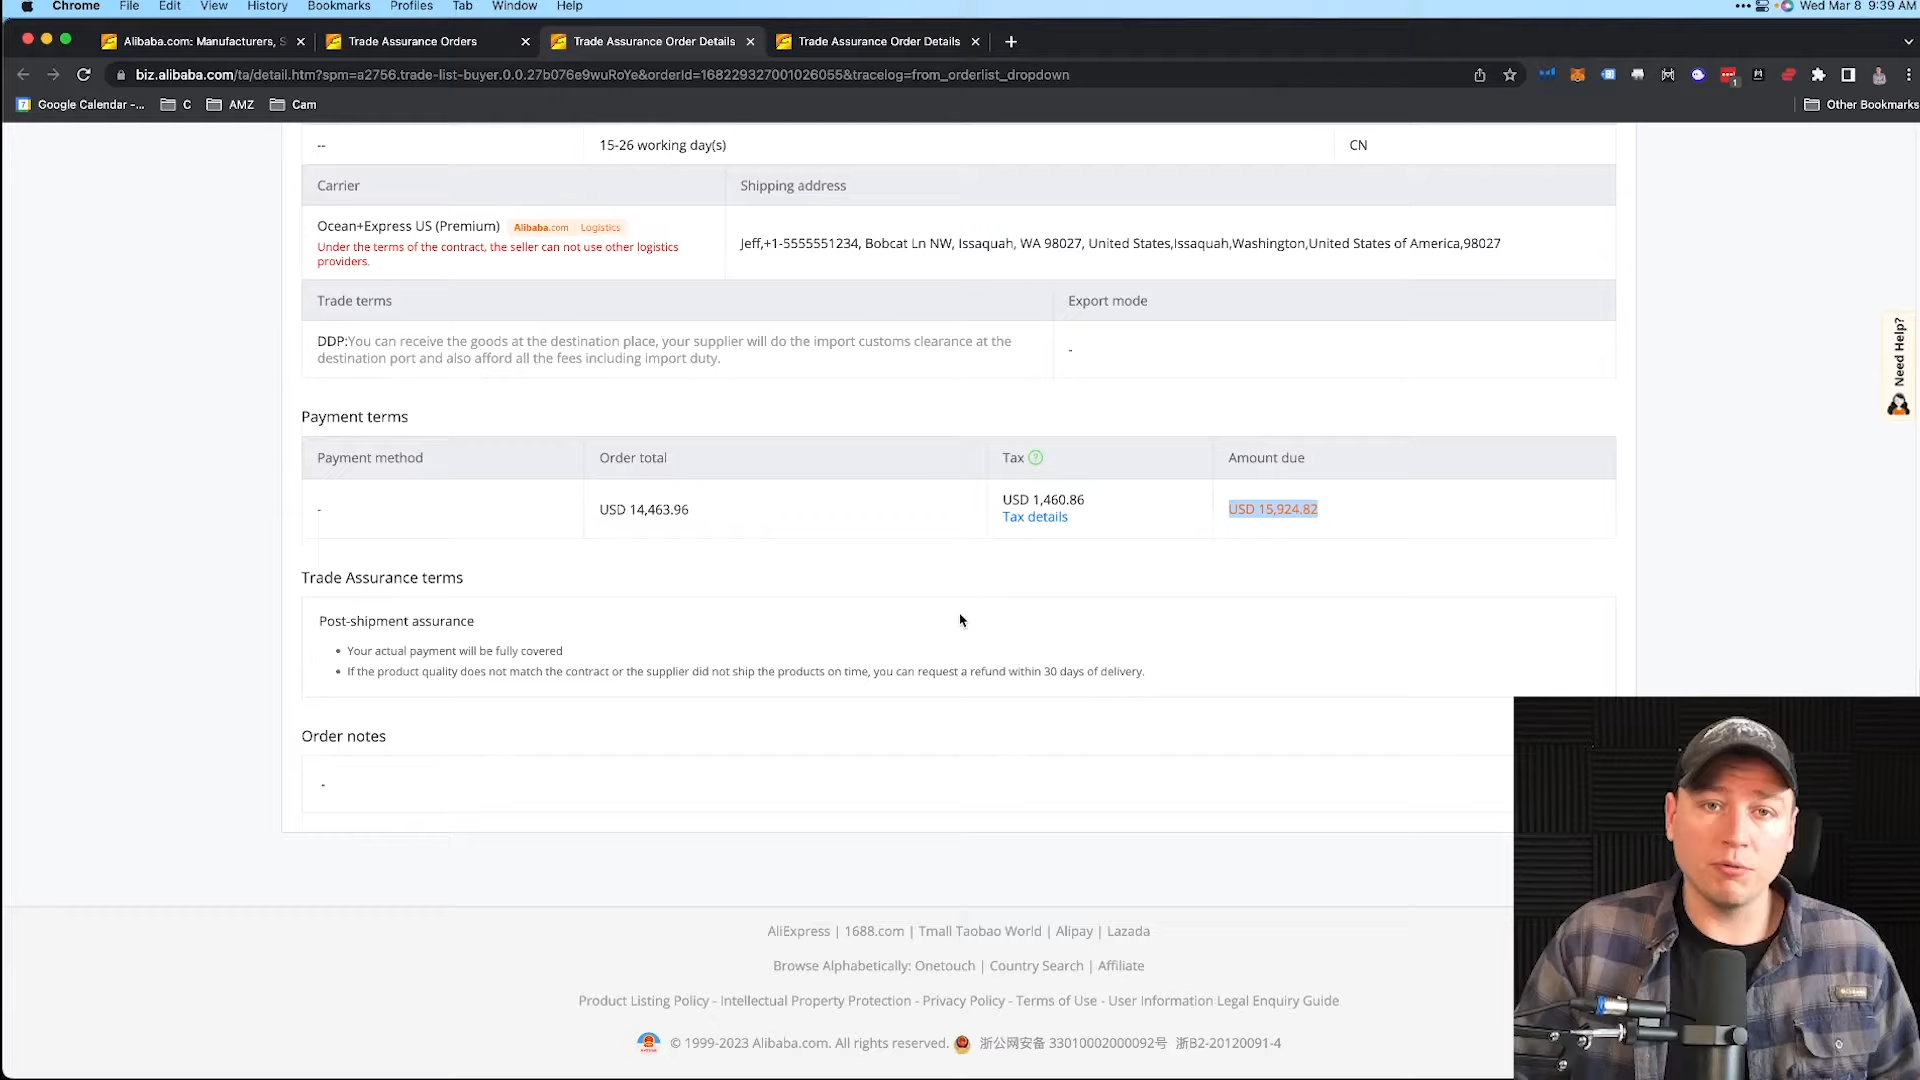 Chrome File Edit View History Bookmarks Profiles Tab Window Help
Wed Mar 8 9:39 AM
Alibaba.com: Manufacturers, S
Trade Assurance Orders
Trade Assurance Order Details
Trade Assurance Order Details
biz.alibaba.com/ta/detail.htm?spm=a2756.trade-list-buyer.0.0.27b076e9wuRoYe&orderId=168229327001026055&tracelog=from_orderlist_dropdown
Google Calendar -... C AMZ Cam
Other Bookmarks
-- 15-26 working day(s) CN
Carrier Shipping address
Ocean+Express US (Premium) Alibaba.com Logistics
Under the terms of the contract, the seller can not use other logistics
providers.
Jeff,+1-5555551234, Bobcat Ln NW, Issaquah, WA 98027, United States,Issaquah,Washington,United States of America,98027
Trade terms Export mode
DDP:You can receive the goods at the destination place, your supplier will do the import customs clearance at the
destination port and also afford all the fees including import duty.
-
Need Help?
Payment terms
Payment method Order total Tax Amount due
- USD 14,463.96 USD 1,460.86 USD 15,924.82
Tax details
Trade Assurance terms
Post-shipment assurance
• Your actual payment will be fully covered
• If the product quality does not match the contract or the supplier did not ship the products on time, you can request a refund within 30 days of delivery.
Order notes
-
AliExpress | 1688.com | Tmall Taobao World | Alipay | Lazada
Browse Alphabetically: Onetouch | Country Search | Affiliate
Product Listing Policy - Intellectual Property Protection - Privacy Policy - Terms of Use - User Information Legal Enquiry Guide
© 1999-2023 Alibaba.com. All rights reserved. 浙公网安备 33010002000092号 浙B2-20120091-4